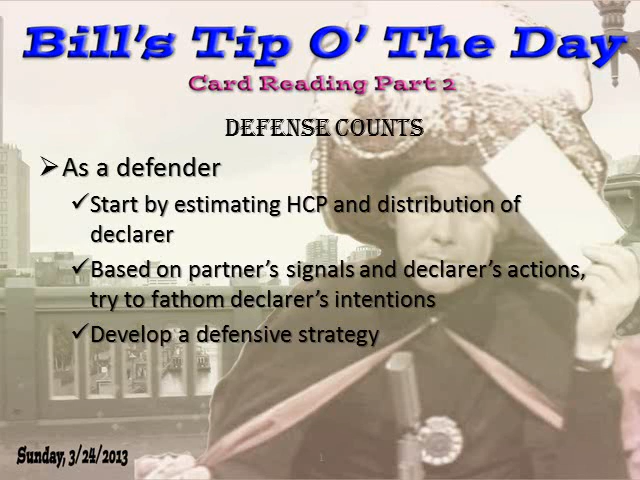 Bill's Tip O' The Day
Card Reading Part 2
DEFENSE COUNTS
➢As a defender
✓Start by estimating HCP and distribution of
declarer
✓Based on partner's signals and declarer's actions,
try to fathom declarer's intentions
✓Develop a defensive strategy
Sunday, 3/24/2013
1